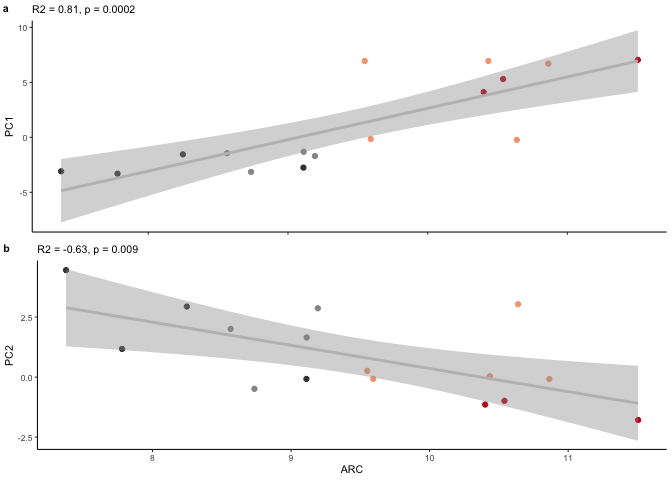 a
R2 = 0.81, p = 0.0002
10
5
0
-5
PC1
b
R2 = -0.63, p = 0.009
2.5
0.0
-2.5
PC2
8 9 10 11
ARC